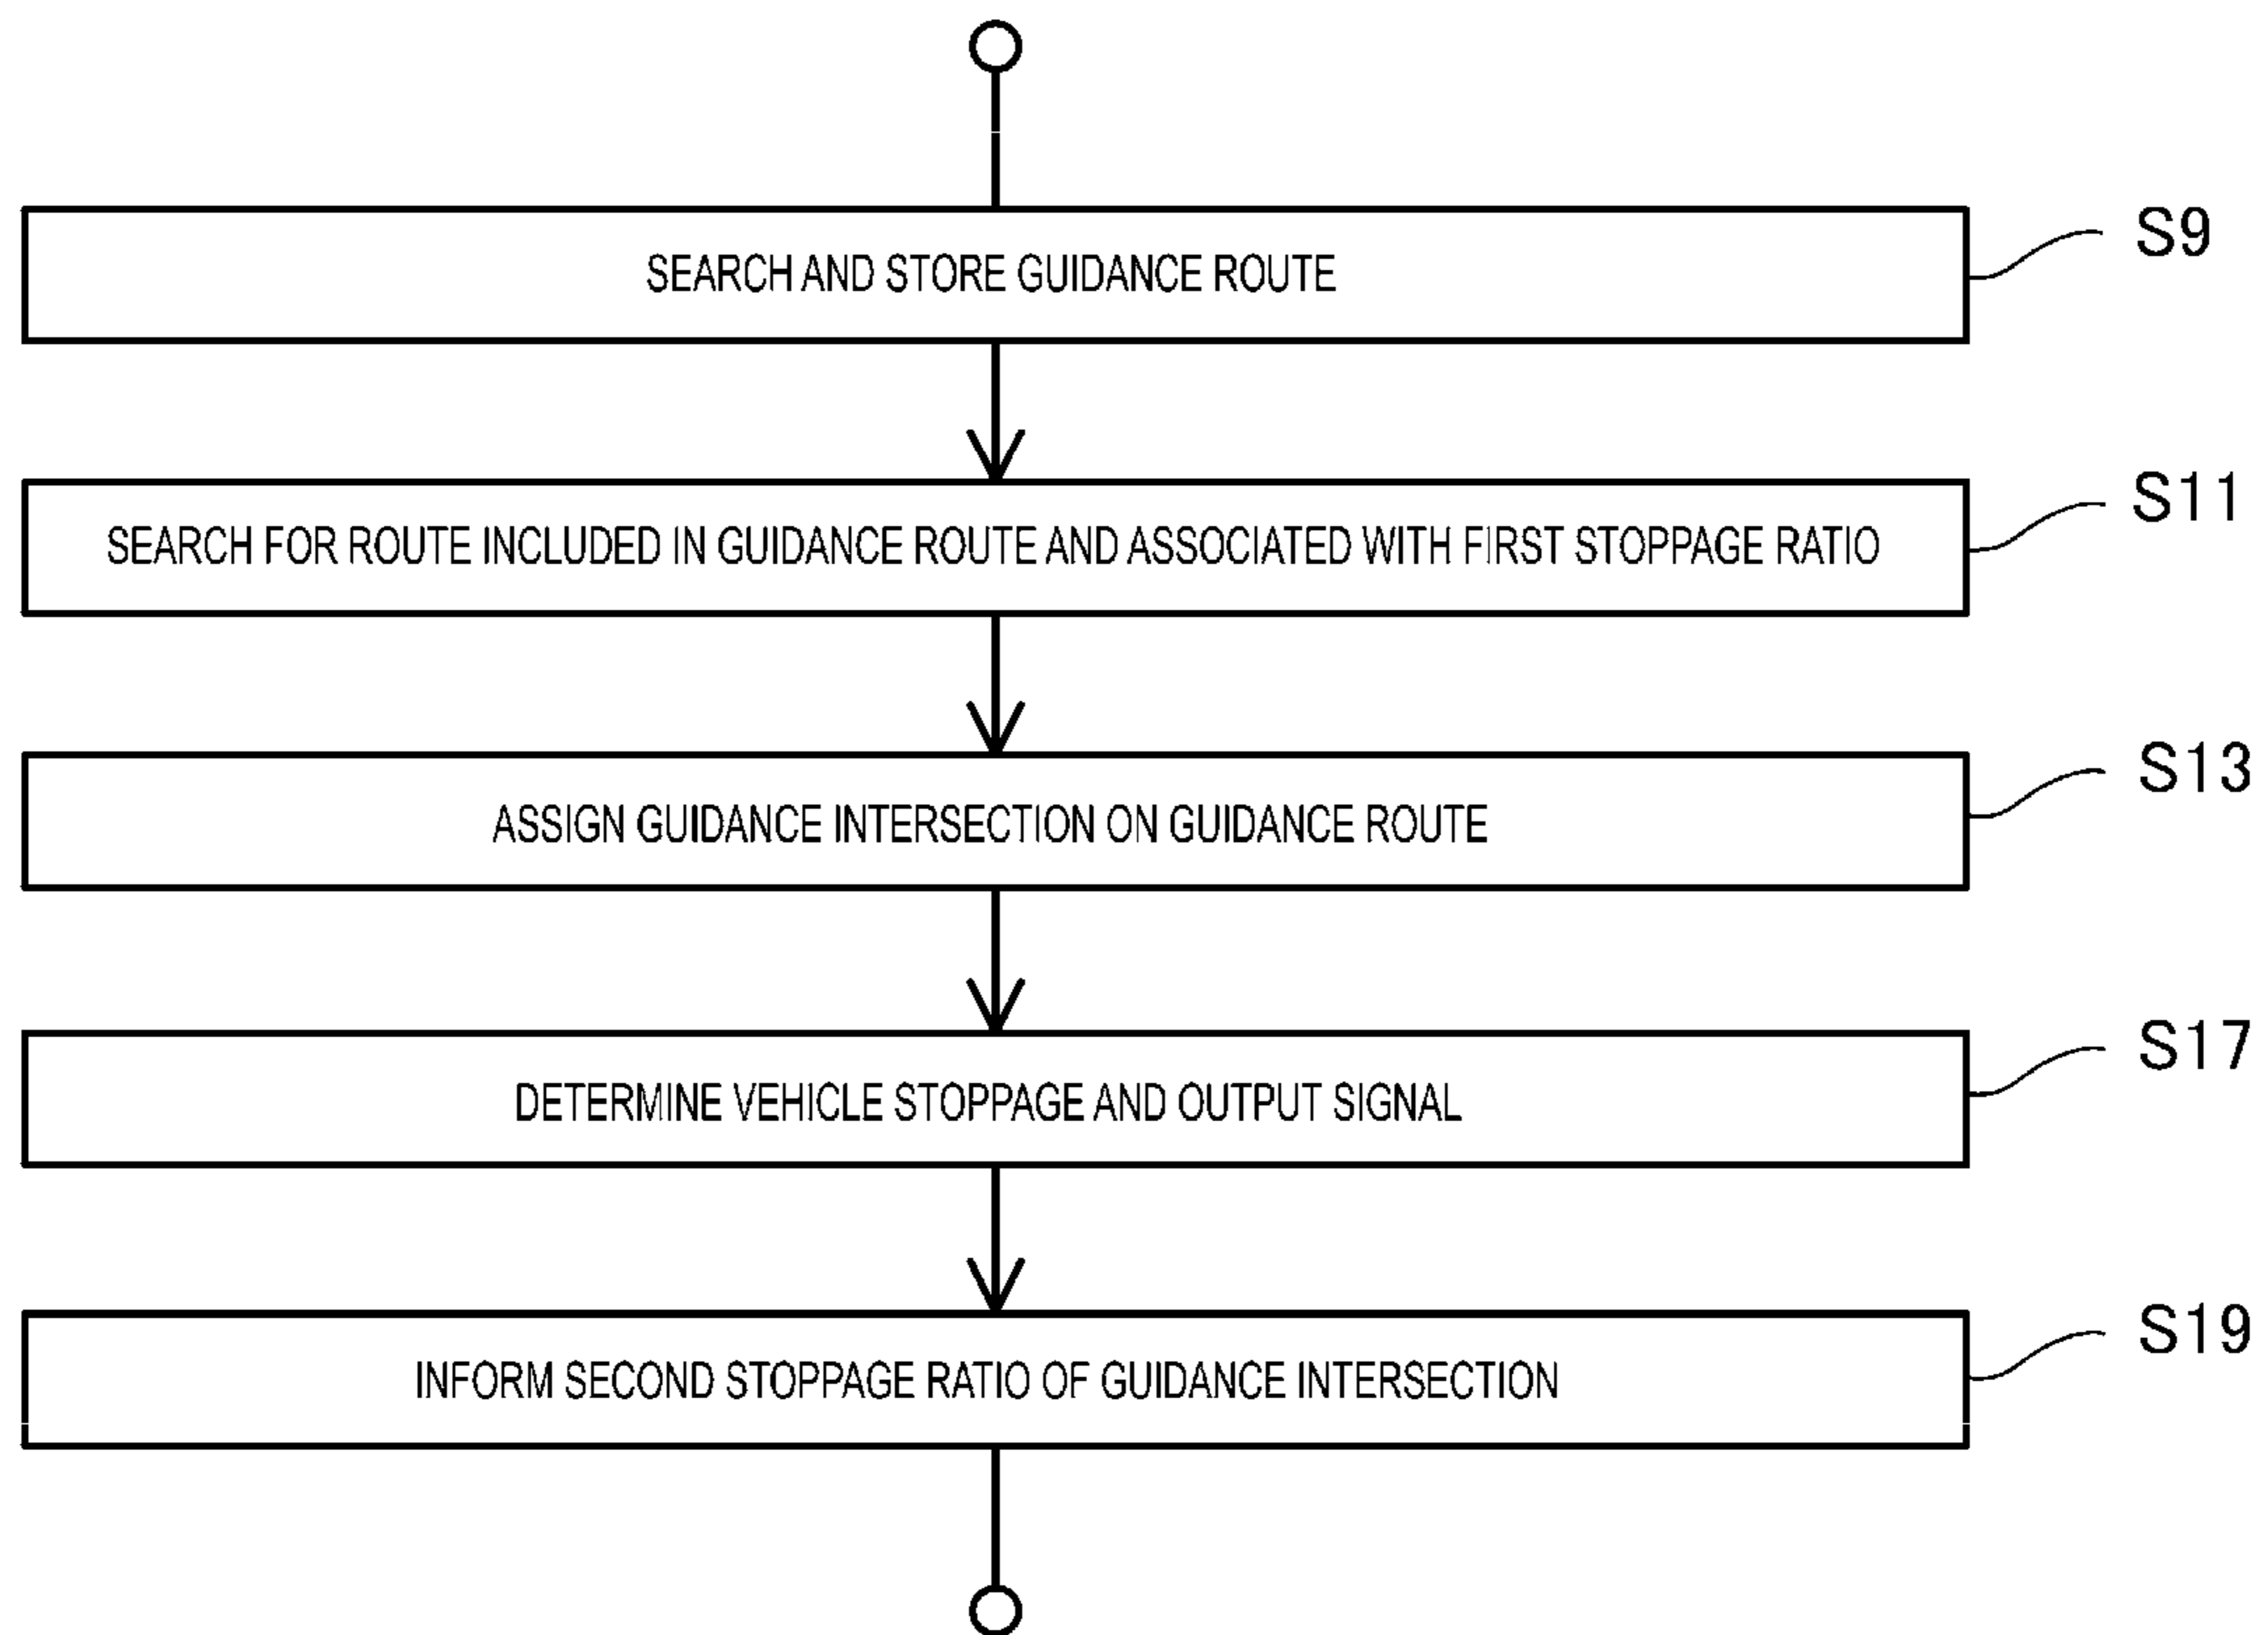 SEARCH AND STORE GUIDANCE ROUTE
S9
SEARCH FOR ROUTE INCLUDED IN GUIDANCE ROUTE AND ASSOCIATED WITH FIRST STOPPAGE RATIO
S11
ASSIGN GUIDANCE INTERSECTION ON GUIDANCE ROUTE
S13
DETERMINE VEHICLE STOPPAGE AND OUTPUT SIGNAL
S17
INFORM SECOND STOPPAGE RATIO OF GUIDANCE INTERSECTION
S19